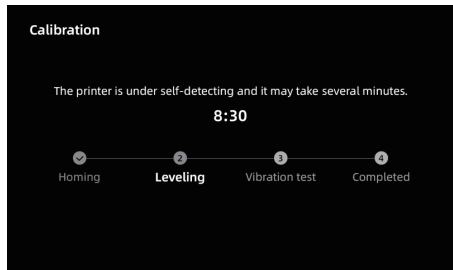 Calibration
The printer is under self-detecting and it may take several minutes.
8:30
2 3 4
Homing Leveling Vibration test Completed